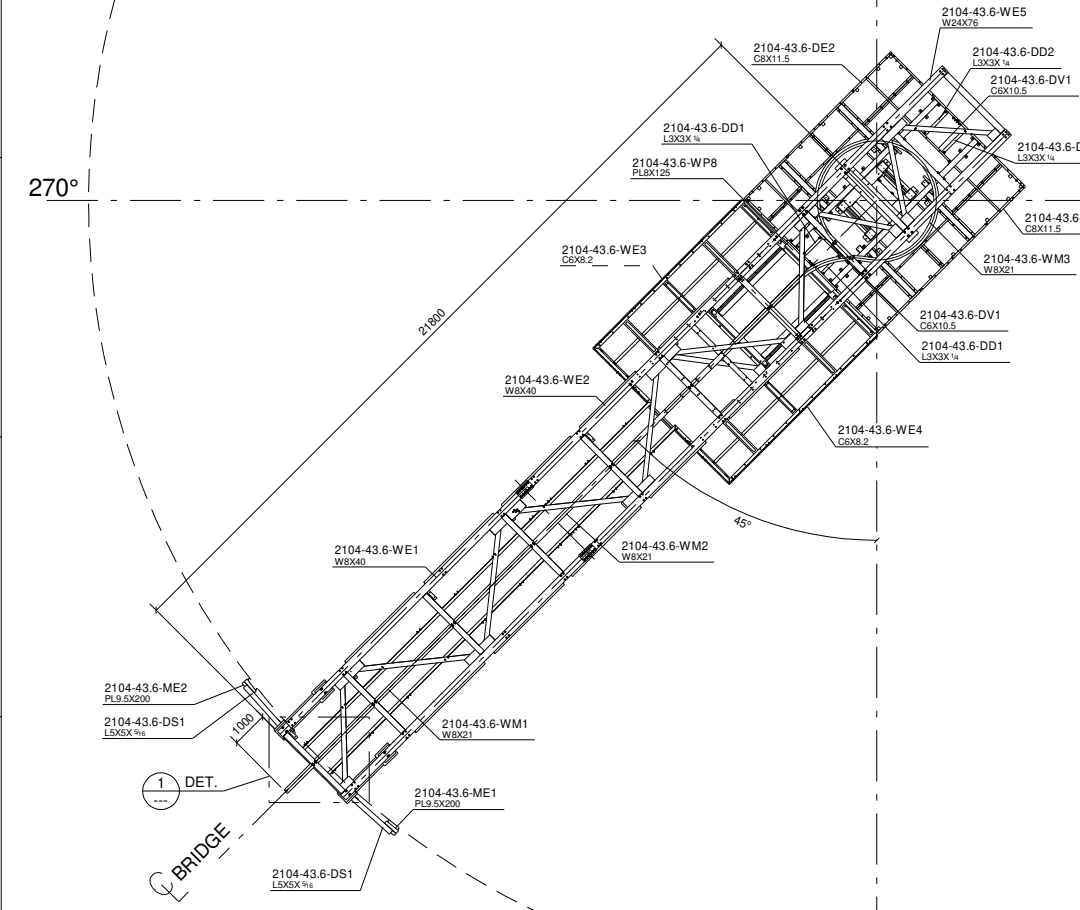 2104-43.6-WE5
W24X76
2104-43.6-DE2
C8X11.5
2104-43.6-DD2
L3X3X 1/4
2104-43.6-DV1
C6X10.5
2104-43.6-DD1
L3X3X 1/4
2104-43.6-D
L3X3X 1/4
2104-43.6-WP8
PL8X125
270°
2104-43.6-
C8X11.5
2104-43.6-WE3
C6X8.2
2104-43.6-WM3
W8X21
21800
2104-43.6-DV1
C6X10.5
2104-43.6-DD1
L3X3X 1/4
2104-43.6-WE2
W8X40
2104-43.6-WE4
C6X8.2
45°
2104-43.6-WE1
W8X40
2104-43.6-WM2
W8X21
2104-43.6-ME2
PL9.5X200
2104-43.6-DS1
L5X5X 5/16
1000
2104-43.6-WM1
W8X21
1
---
DET.
2104-43.6-ME1
PL9.5X200
BRIDGE
2104-43.6-DS1
L5X5X 5/16